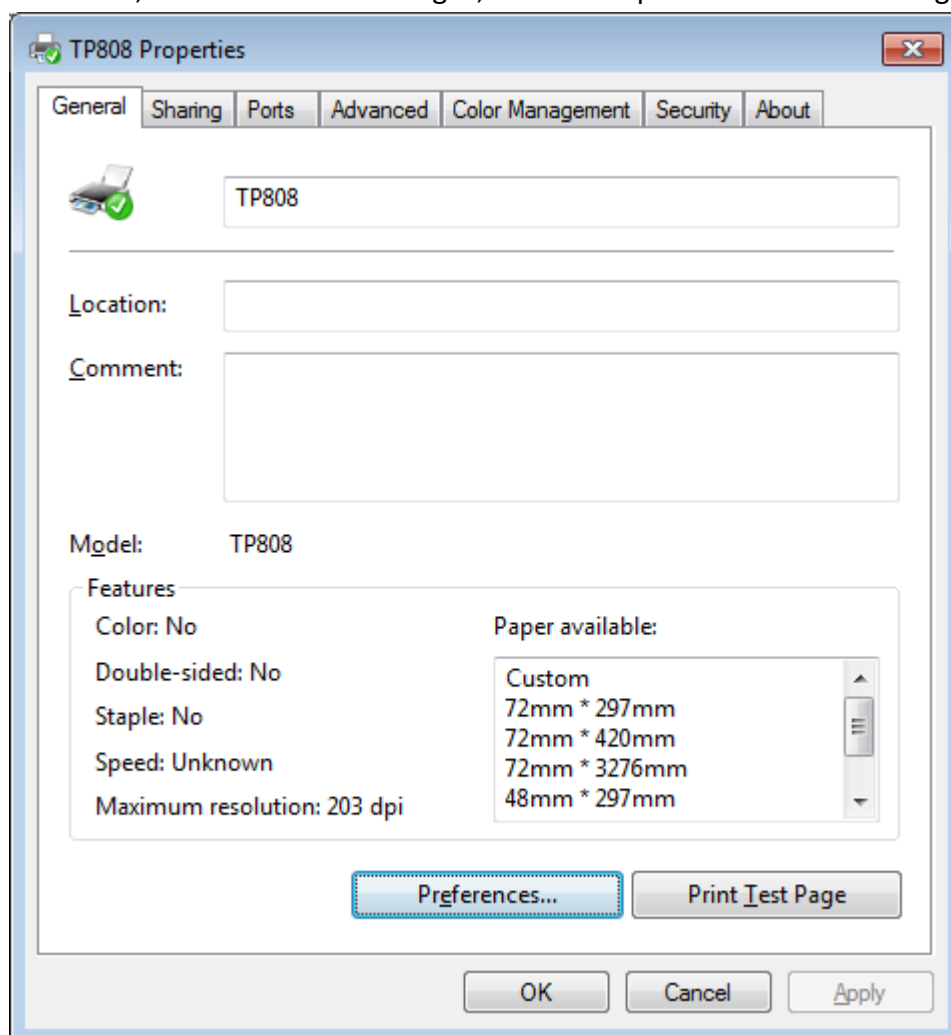 TP808 Properties
General Sharing Ports Advanced Color Management Security About
TP808
Location:
Comment:
Model: TP808
Features
Color: No
Double-sided: No
Staple: No
Speed: Unknown
Maximum resolution: 203 dpi
Paper available:
Custom
72mm * 297mm
72mm * 420mm
72mm * 3276mm
48mm * 297mm
Preferences...
Print Test Page
OK Cancel Apply